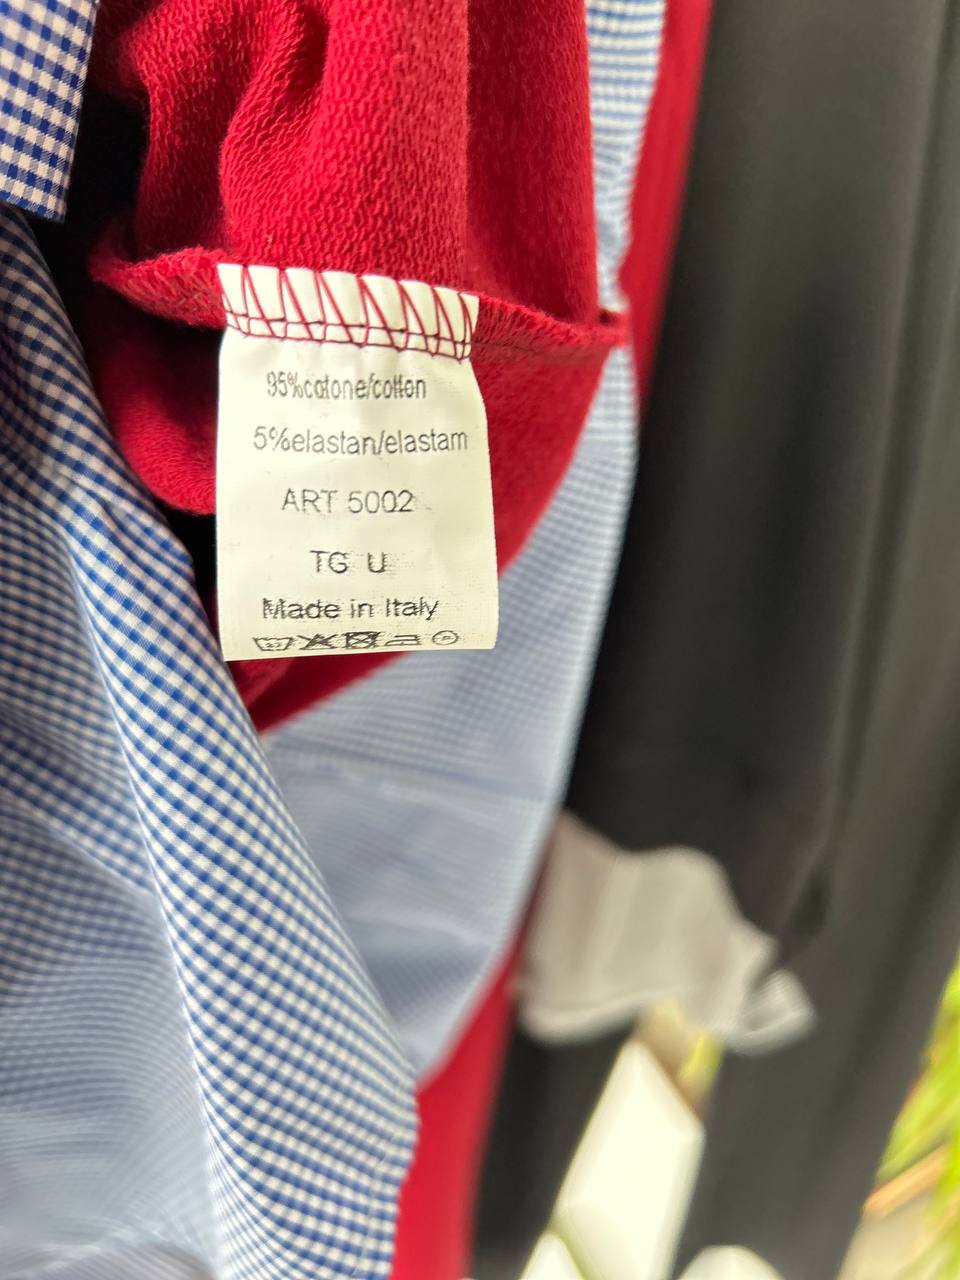 95%cotone/cotton
5%elastan/elastam
ART 5002
TG U
Made in Italy